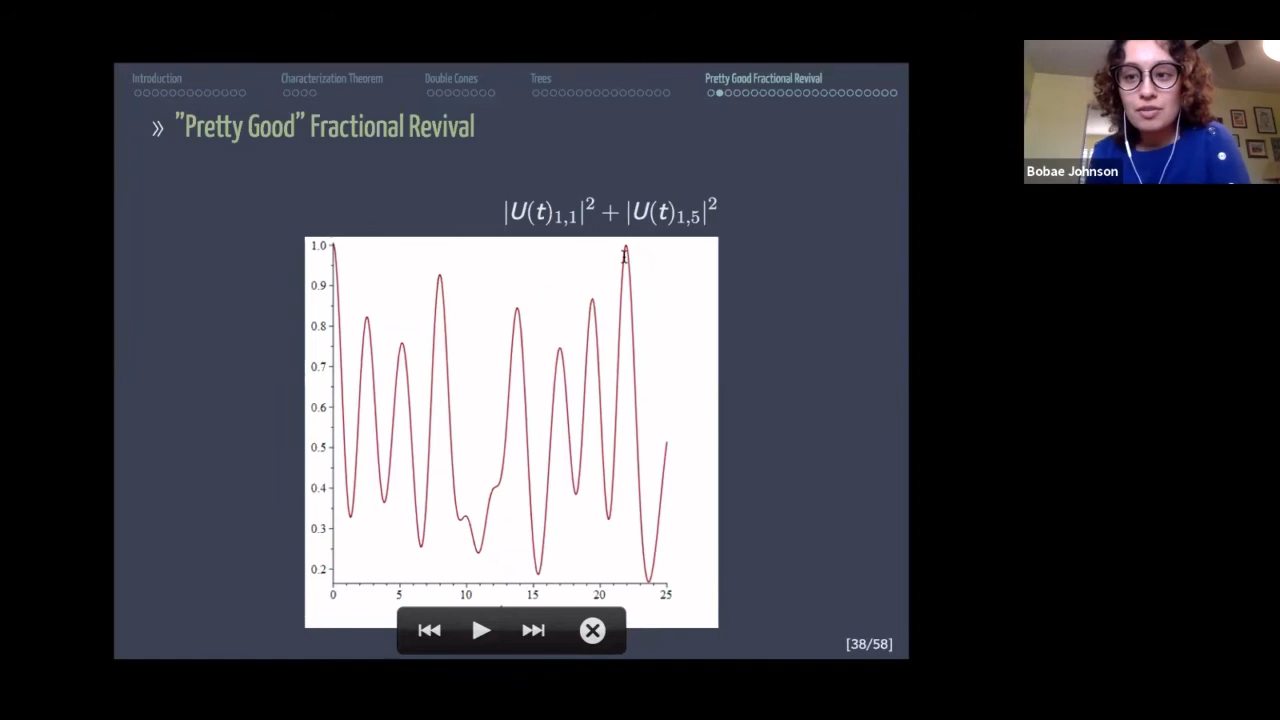 Introduction
Characterization Theorem
Double Cones
Trees
Pretty Good Fractional Revival
» "Pretty Good" Fractional Revival
|U(t)₁,₁|² + |U(t)₁,₅|²
1.0
0.9
0.8
0.7
0.6
0.5
0.4
0.3
0.2
0 5 10 15 20 25
[38/58]
Bobae Johnson